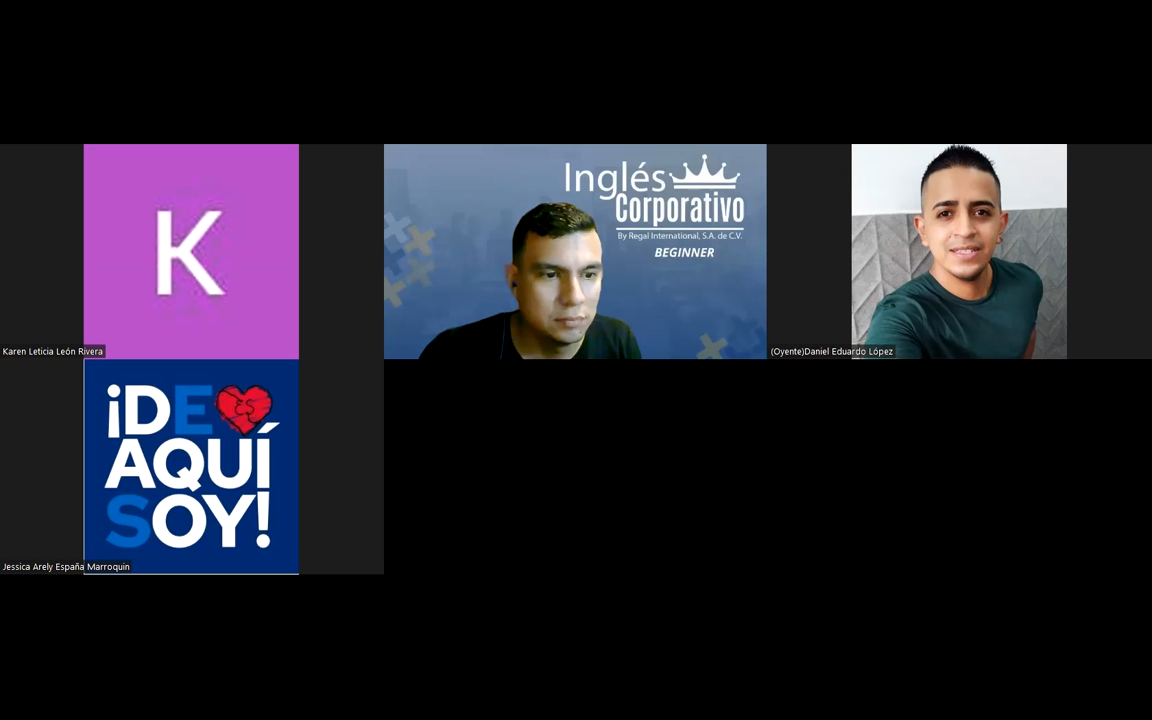 K
Karen Leticia León Rivera
Inglés
Corporativo
By Regal International, S.A. de C.V.
BEGINNER
(Oyente)Daniel Eduardo López
¡DE
AQUÍ
SOY!
Jessica Arely España Marroquin